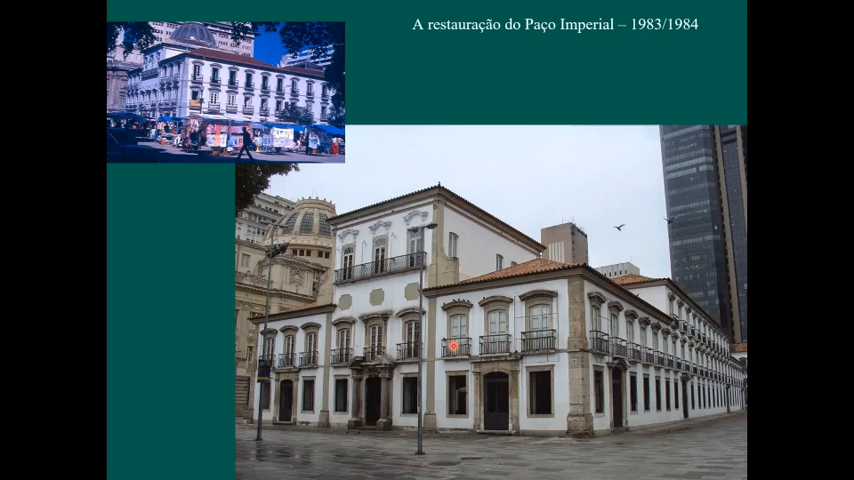 A restauração do Paço Imperial – 1983/1984